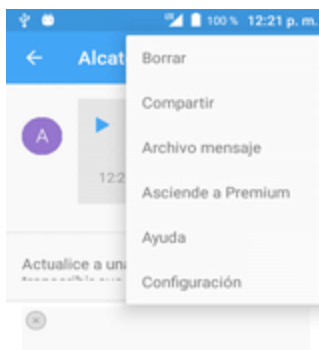 100 % 12:21 p. m.
Alcat
Borrar
Compartir
A
12:2
Archivo mensaje
Asciende a Premium
Ayuda
Actualice a una
Configuración